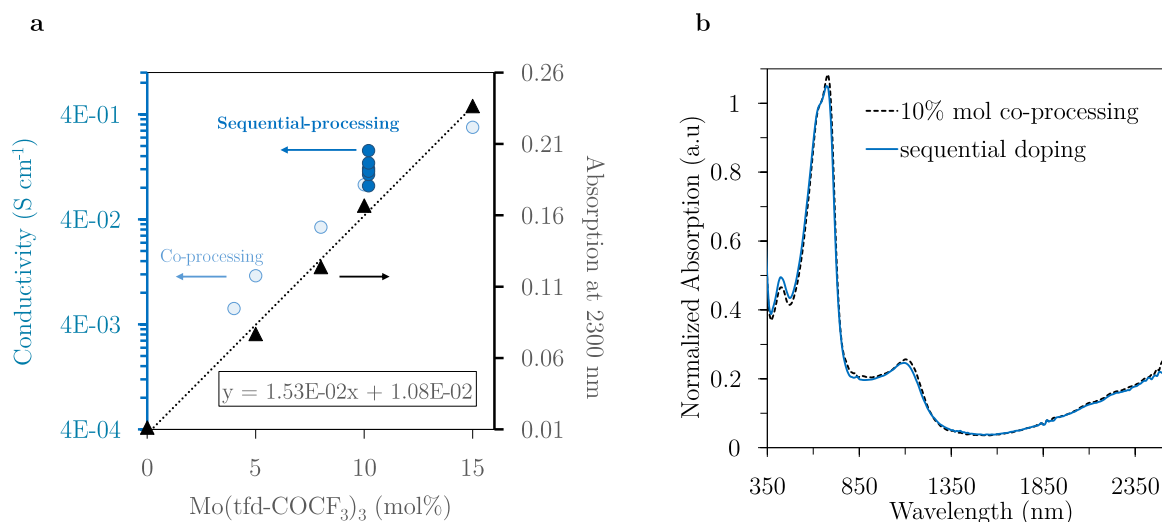 a
Conductivity (S cm⁻¹)
4E-01
4E-02
4E-03
4E-04
Sequential-processing
Co-processing
y = 1.53E-02x + 1.08E-02
0.26
0.21
0.16
0.11
0.06
0.01
Absorption at 2300 nm
0
5
10
15
Mo(tfd-COCF₃)₃ (mol%)
b
Normalized Absorption (a.u)
1
0.8
0.6
0.4
0.2
0
10% mol co-processing
sequential doping
350
850
1350
1850
2350
Wavelength (nm)